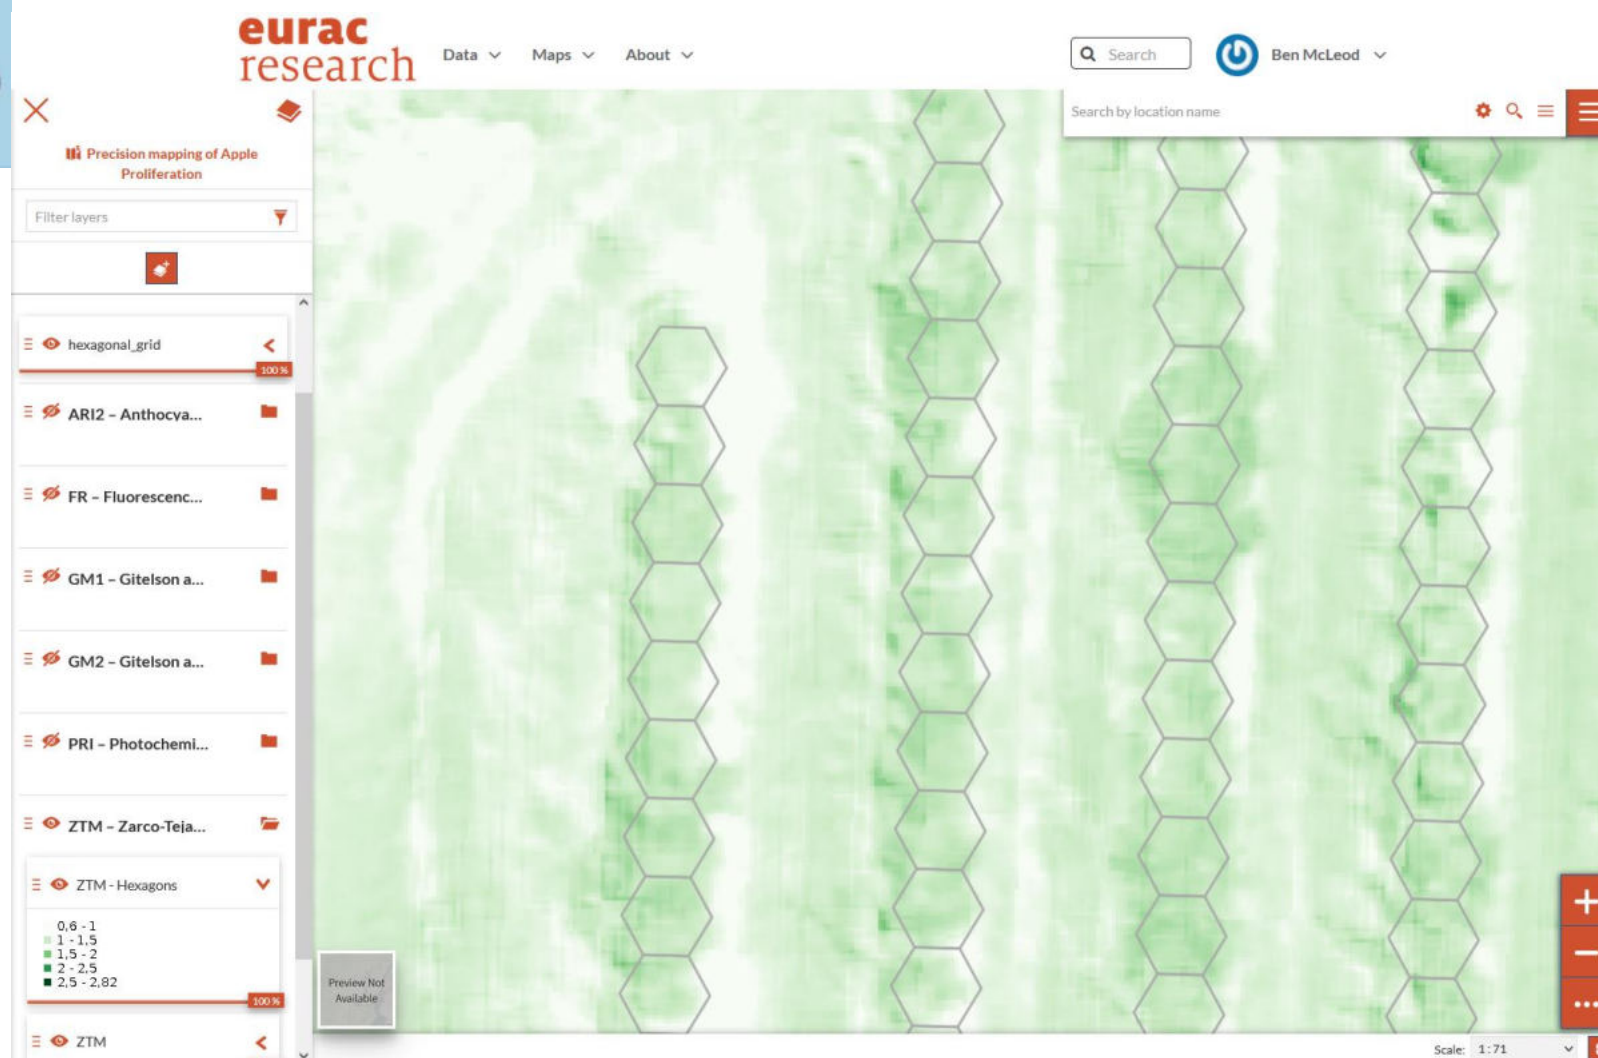 eurac
research
Data
Maps
About
Search
Ben McLeod
Search by location name
Precision mapping of Apple
Proliferation
Filter layers
hexagonal_grid
100 %
ARI2 – Anthocya...
FR – Fluorescenc...
GM1 – Gitelson a...
GM2 – Gitelson a...
PRI – Photochemi...
ZTM – Zarco-Teja...
ZTM - Hexagons
0,6 - 1
1 - 1,5
1,5 - 2
2 - 2,5
2,5 - 2,82
100 %
ZTM
Preview Not
Available
Scale: 1:71